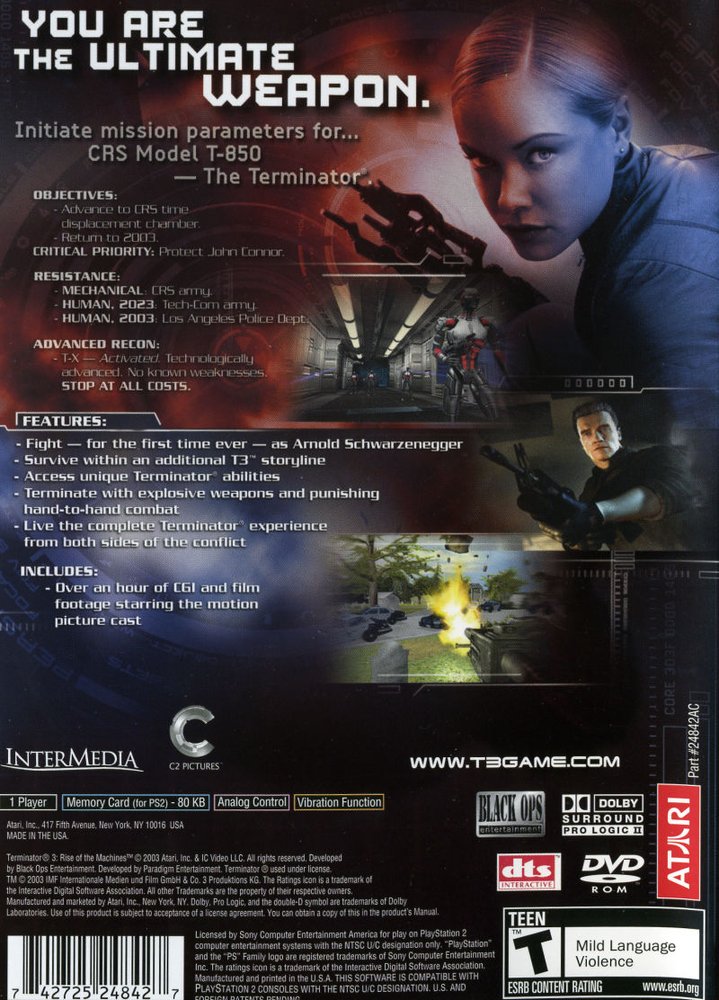 YOU ARE
THE ULTIMATE
WEAPON.
Initiate mission parameters for...
CRS Model T-850
— The Terminator®.
OBJECTIVES:
- Advance to CRS time
displacement chamber.
- Return to 2003.
CRITICAL PRIORITY: Protect John Connor.
RESISTANCE:
- MECHANICAL: CRS army.
- HUMAN, 2023: Tech-Com army.
- HUMAN, 2003: Los Angeles Police Dept.
ADVANCED RECON:
- T-X — Activated. Technologically
advanced. No known weaknesses.
STOP AT ALL COSTS.
FEATURES:
- Fight — for the first time ever — as Arnold Schwarzenegger
- Survive within an additional T3™ storyline
- Access unique Terminator® abilities
- Terminate with explosive weapons and punishing
hand-to-hand combat
- Live the complete Terminator® experience
from both sides of the conflict
INCLUDES:
- Over an hour of CGI and film
footage starring the motion
picture cast
INTERMEDIA
C2 PICTURES™
WWW.T3GAME.COM
Part #24842AC
1 Player
Memory Card (for PS2) - 80 KB
Analog Control
Vibration Function
BLACK OPS
entertainment
DOLBY
SURROUND
PRO LOGIC II
ATARI
Atari, Inc., 417 Fifth Avenue, New York, NY 10016 USA
MADE IN THE USA.
dts
INTERACTIVE
DVD
ROM
Terminator® 3: Rise of the Machines™ © 2003 Atari, Inc. & IC Video LLC. All rights reserved. Developed
by Black Ops Entertainment. Developed by Paradigm Entertainment. Terminator ® used under license.
TM © 2003 IMF Internationale Medien und Film GmbH & Co. 3 Produktions KG. The Ratings icon is a trademark of
the Interactive Digital Software Association. All other Trademarks are the property of their respective owners.
Manufactured and marketed by Atari, Inc., New York, NY. Dolby, Pro Logic, and the double-D symbol are trademarks of Dolby
Laboratories. Use of this product is subject to acceptance of a license agreement. You can obtain a copy of this in the product's Manual.
7 42725 24842 7
Licensed by Sony Computer Entertainment America for play on PlayStation 2
computer entertainment systems with the NTSC U/C designation only. "PlayStation"
and the "PS" Family logo are registered trademarks of Sony Computer Entertainment
Inc. The ratings icon is a trademark of the Interactive Digital Software Association.
Manufactured and printed in the U.S.A. THIS SOFTWARE IS COMPATIBLE WITH
PLAYSTATION 2 CONSOLES WITH THE NTSC U/C DESIGNATION. U.S. AND
FOREIGN PATENTS PENDING
TEEN
T™
Mild Language
Violence
ESRB CONTENT RATING
www.esrb.org